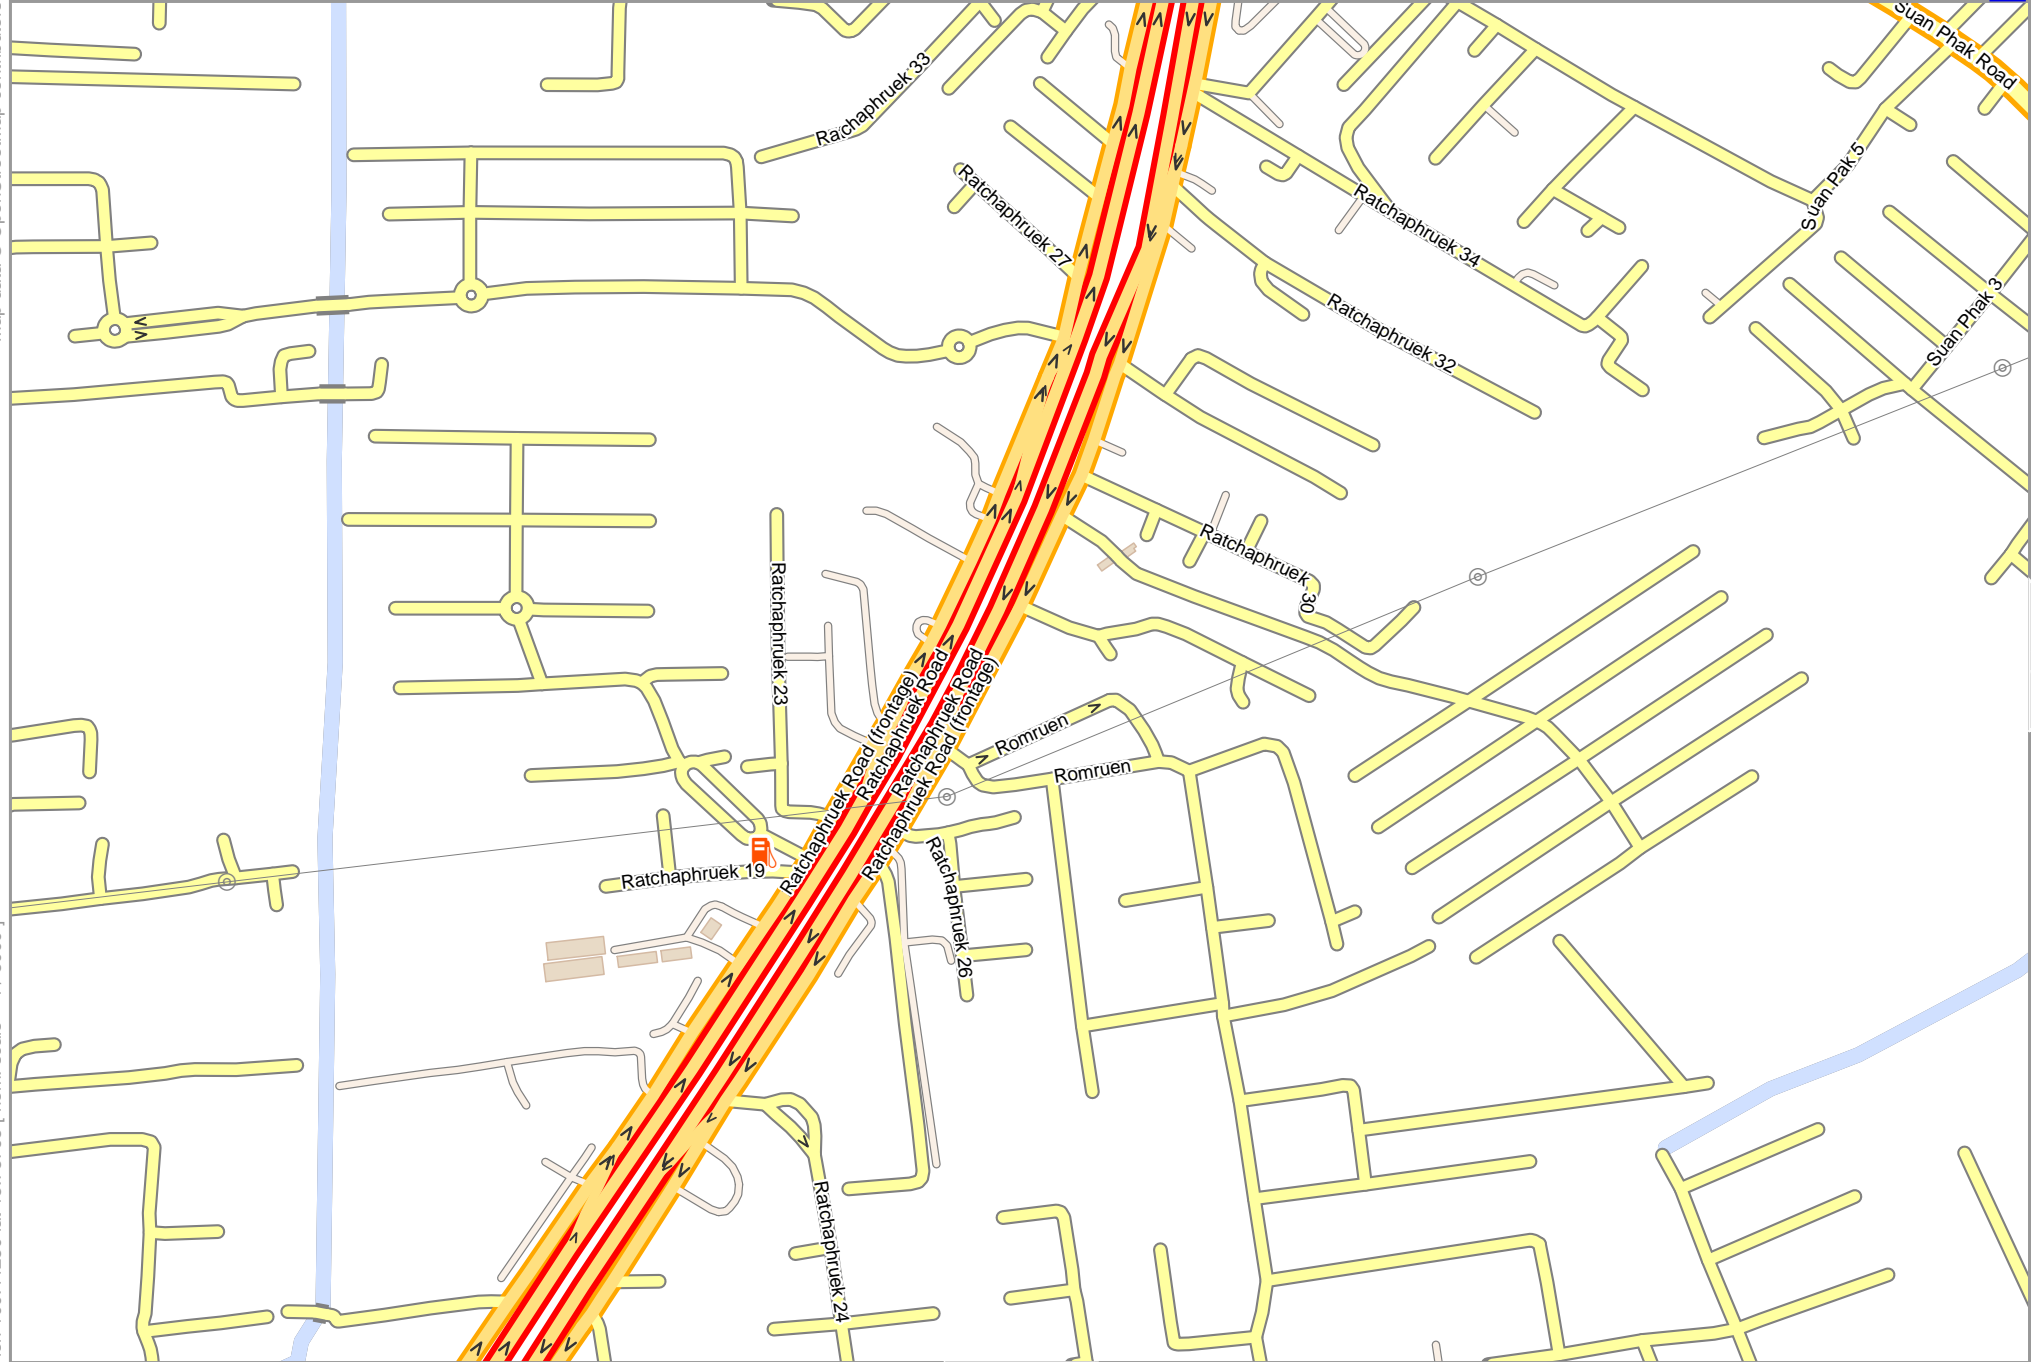 Suan Phak Road
Ratchaphruek 33
Suan Pak 5
Ratchaphruek 27
Ratchaphruek 34
Suan Phak 3
Ratchaphruek 32
Ratchaphruek 30
Ratchaphruek 23
Ratchaphruek Road (frontage)
Ratchaphruek Road
Ratchaphruek Road
Ratchaphruek Road (frontage)
Romruen
Romruen
Ratchaphruek 19
Ratchaphruek 26
Ratchaphruek 24